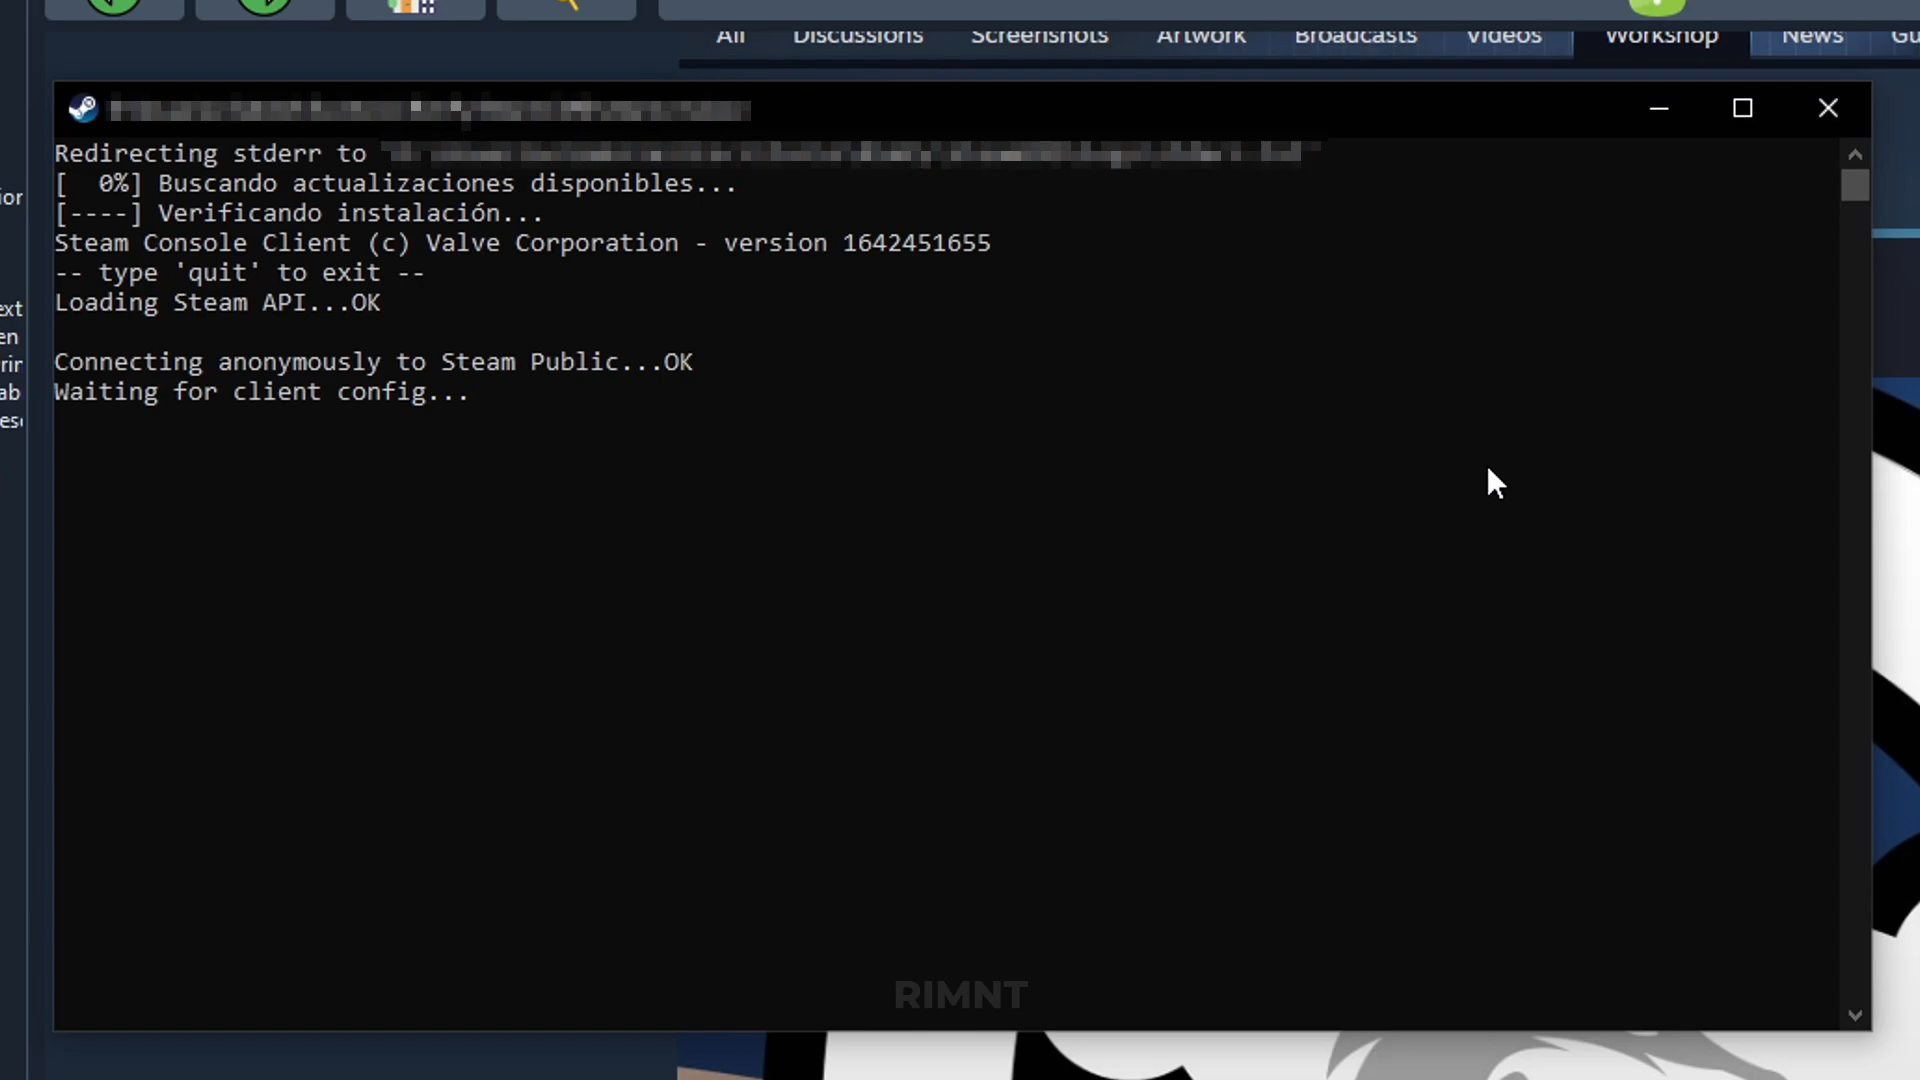 All Discussions Screenshots Artwork Broadcasts Videos Workshop News Gu
Redirecting stderr to
[  0%] Buscando actualizaciones disponibles...
[----] Verificando instalación...
Steam Console Client (c) Valve Corporation - version 1642451655
-- type 'quit' to exit --
Loading Steam API...OK
Connecting anonymously to Steam Public...OK
Waiting for client config...
RIMNT